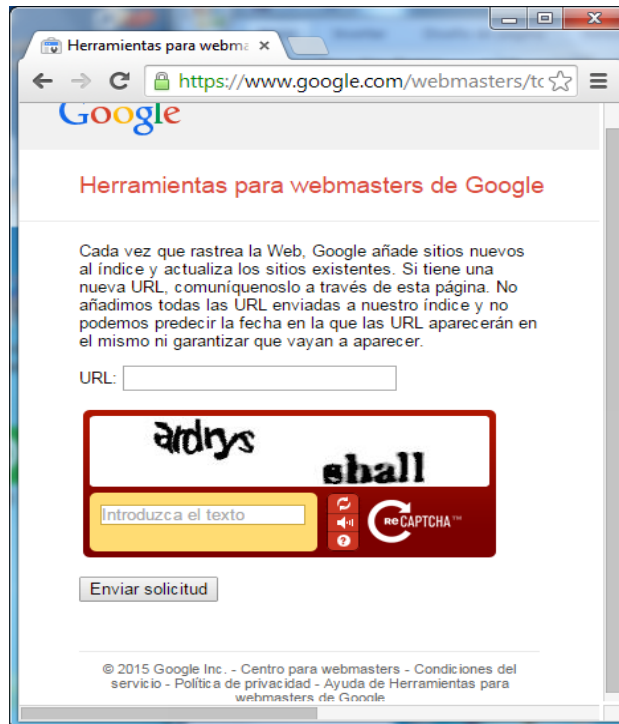 Herramientas para webma
https://www.google.com/webmasters/to
Google
Herramientas para webmasters de Google
Cada vez que rastrea la Web, Google añade sitios nuevos
al índice y actualiza los sitios existentes. Si tiene una
nueva URL, comuníquenoslo a través de esta página. No
añadimos todas las URL enviadas a nuestro índice y no
podemos predecir la fecha en la que las URL aparecerán en
el mismo ni garantizar que vayan a aparecer.
URL:
ardrys
shall
Introduzca el texto
reCAPTCHA™
Enviar solicitud
© 2015 Google Inc. - Centro para webmasters - Condiciones del
servicio - Política de privacidad - Ayuda de Herramientas para
webmasters de Google